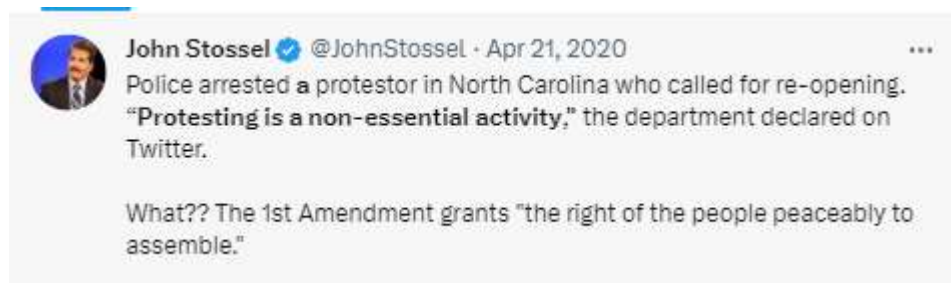 John Stossel @JohnStossel · Apr 21, 2020 ...
Police arrested a protestor in North Carolina who called for re-opening.
“Protesting is a non-essential activity,” the department declared on
Twitter.
What?? The 1st Amendment grants "the right of the people peaceably to
assemble."